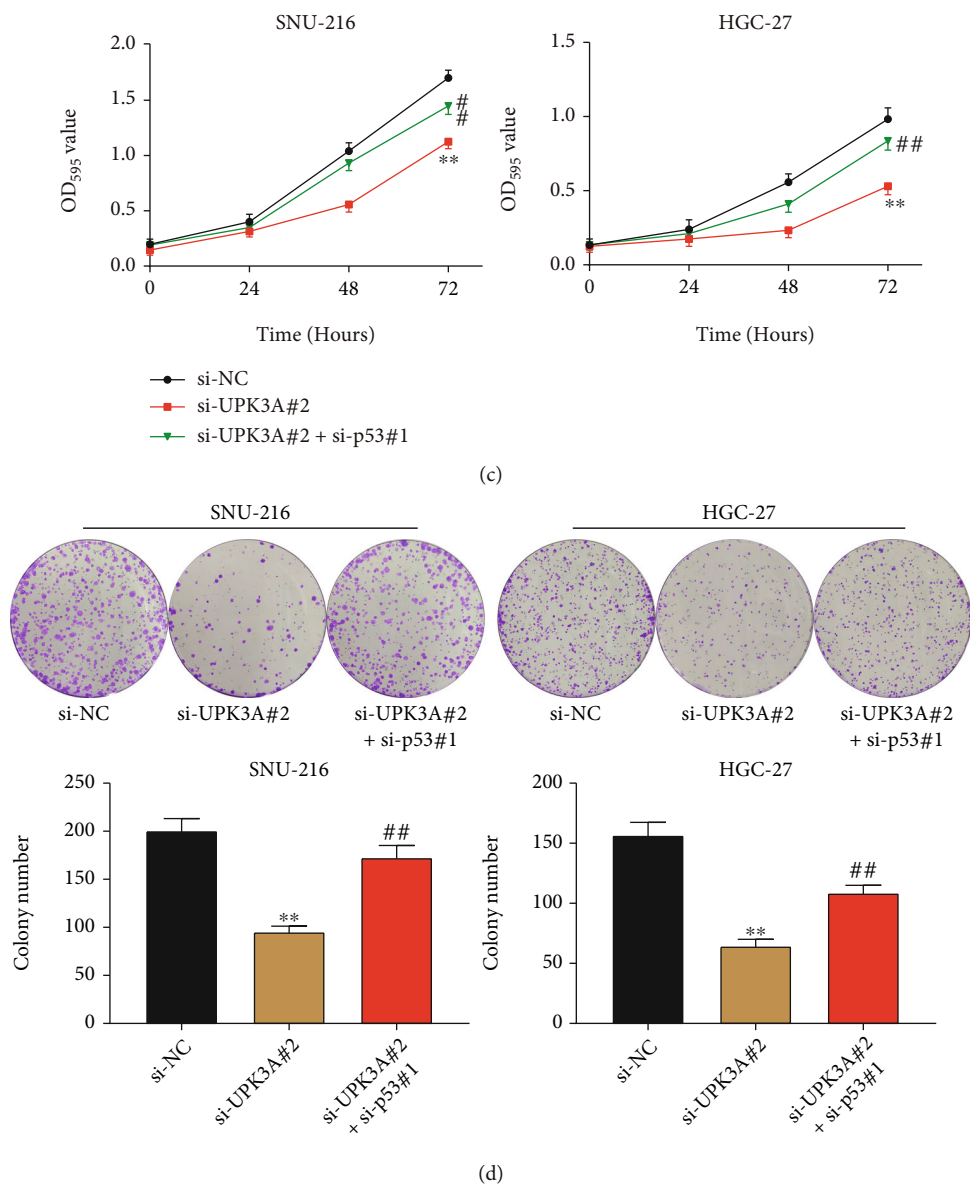 SNU-216
2.0
1.5
1.0
0.5
0.0
OD595 value
0
24
48
72
Time (Hours)
#
#
**
HGC-27
1.5
1.0
0.5
0.0
OD595 value
0
24
48
72
Time (Hours)
##
**
si-NC
si-UPK3A#2
si-UPK3A#2 + si-p53#1
(c)
SNU-216
si-NC
si-UPK3A#2
si-UPK3A#2
+ si-p53#1
HGC-27
si-NC
si-UPK3A#2
si-UPK3A#2
+ si-p53#1
SNU-216
250
200
150
100
50
0
Colony number
**
##
si-NC
si-UPK3A#2
si-UPK3A#2
+ si-p53#1
HGC-27
200
150
100
50
0
Colony number
**
##
si-NC
si-UPK3A#2
si-UPK3A#2
+ si-p53#1
(d)